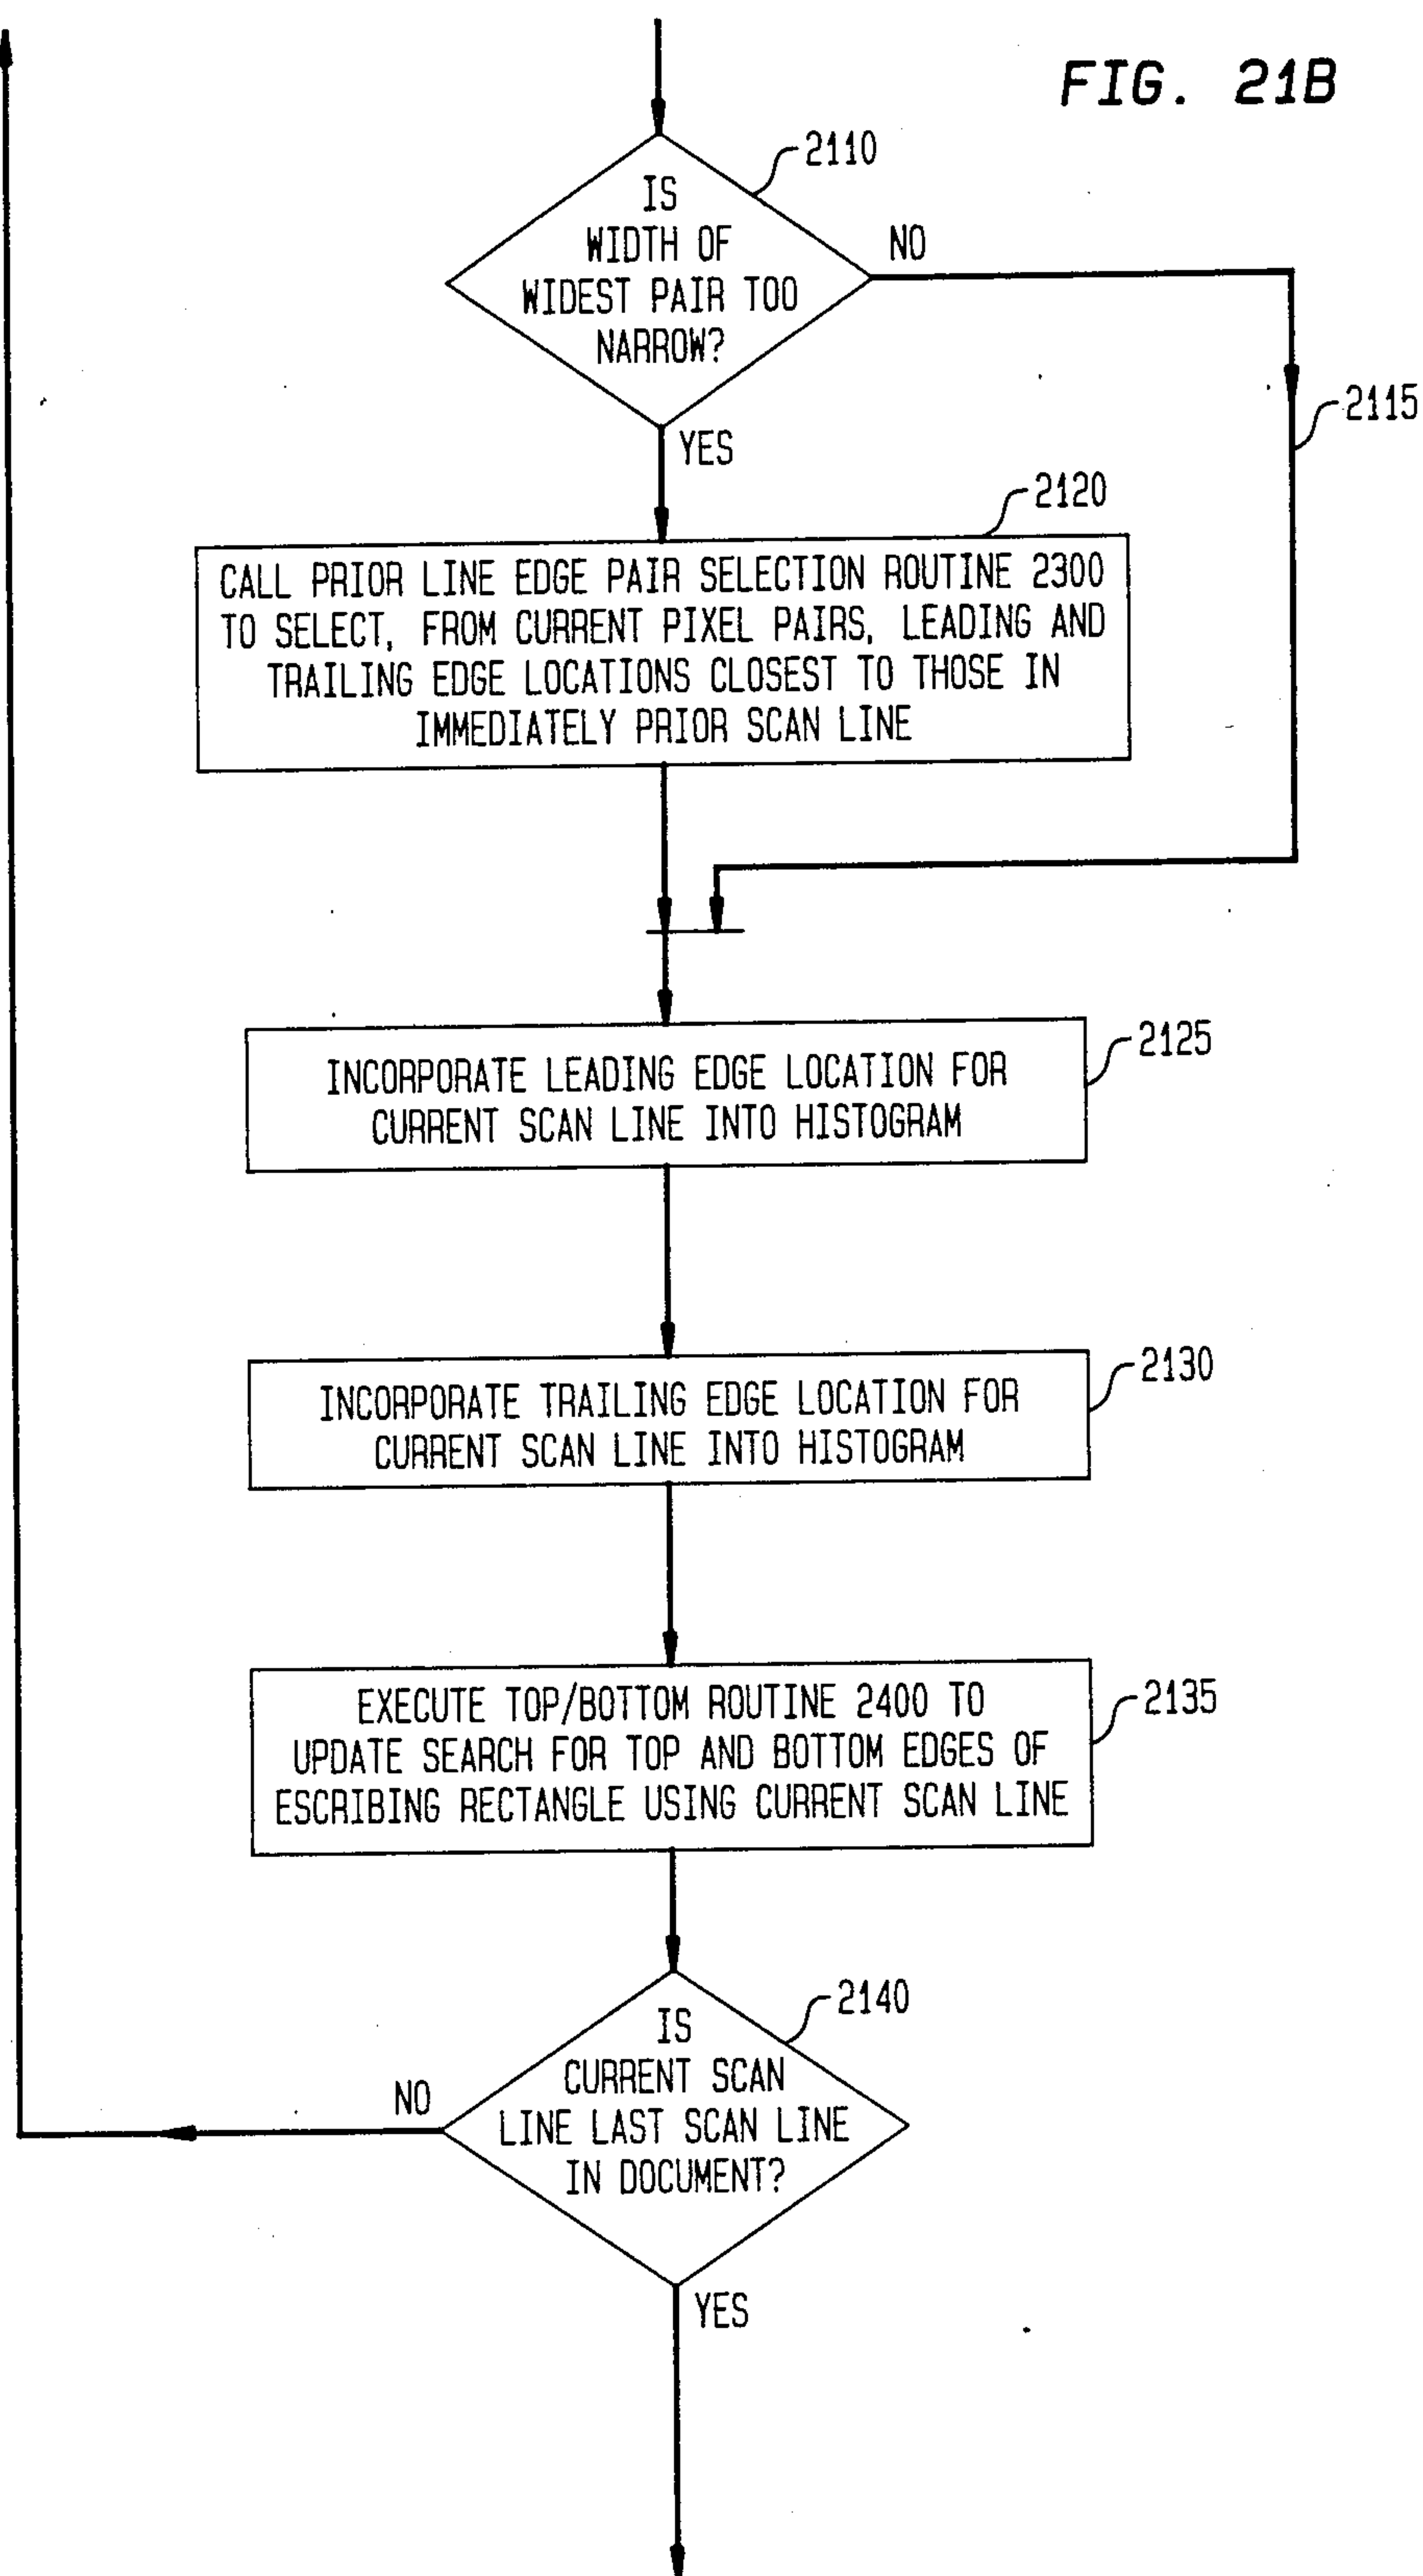 FIG. 21B
2110
IS
WIDTH OF
WIDEST PAIR TOO
NARROW?
NO
2115
YES
2120
CALL PRIOR LINE EDGE PAIR SELECTION ROUTINE 2300
TO SELECT, FROM CURRENT PIXEL PAIRS, LEADING AND
TRAILING EDGE LOCATIONS CLOSEST TO THOSE IN
IMMEDIATELY PRIOR SCAN LINE
2125
INCORPORATE LEADING EDGE LOCATION FOR
CURRENT SCAN LINE INTO HISTOGRAM
2130
INCORPORATE TRAILING EDGE LOCATION FOR
CURRENT SCAN LINE INTO HISTOGRAM
2135
EXECUTE TOP/BOTTOM ROUTINE 2400 TO
UPDATE SEARCH FOR TOP AND BOTTOM EDGES OF
ESCRIBING RECTANGLE USING CURRENT SCAN LINE
2140
IS
CURRENT SCAN
LINE LAST SCAN LINE
IN DOCUMENT?
NO
YES